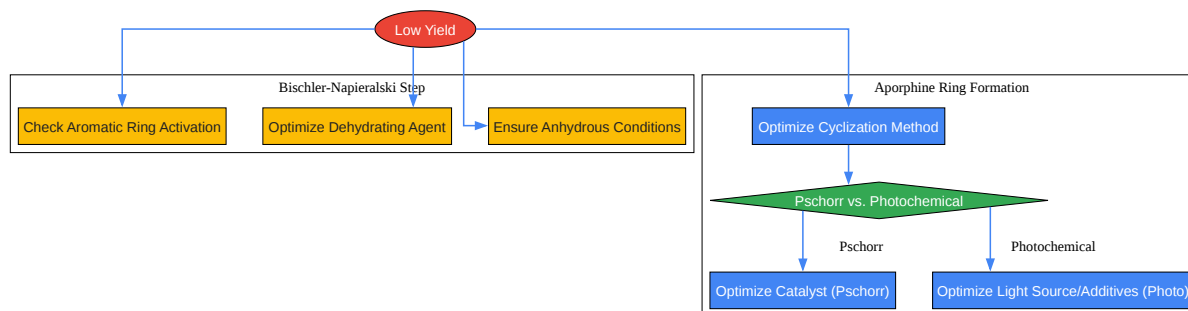 Low Yield
Bischler-Napieralski Step
Check Aromatic Ring Activation
Optimize Dehydrating Agent
Ensure Anhydrous Conditions
Aporphine Ring Formation
Optimize Cyclization Method
Pschorr vs. Photochemical
Pschorr
Photochemical
Optimize Catalyst (Pschorr)
Optimize Light Source/Additives (Photo)